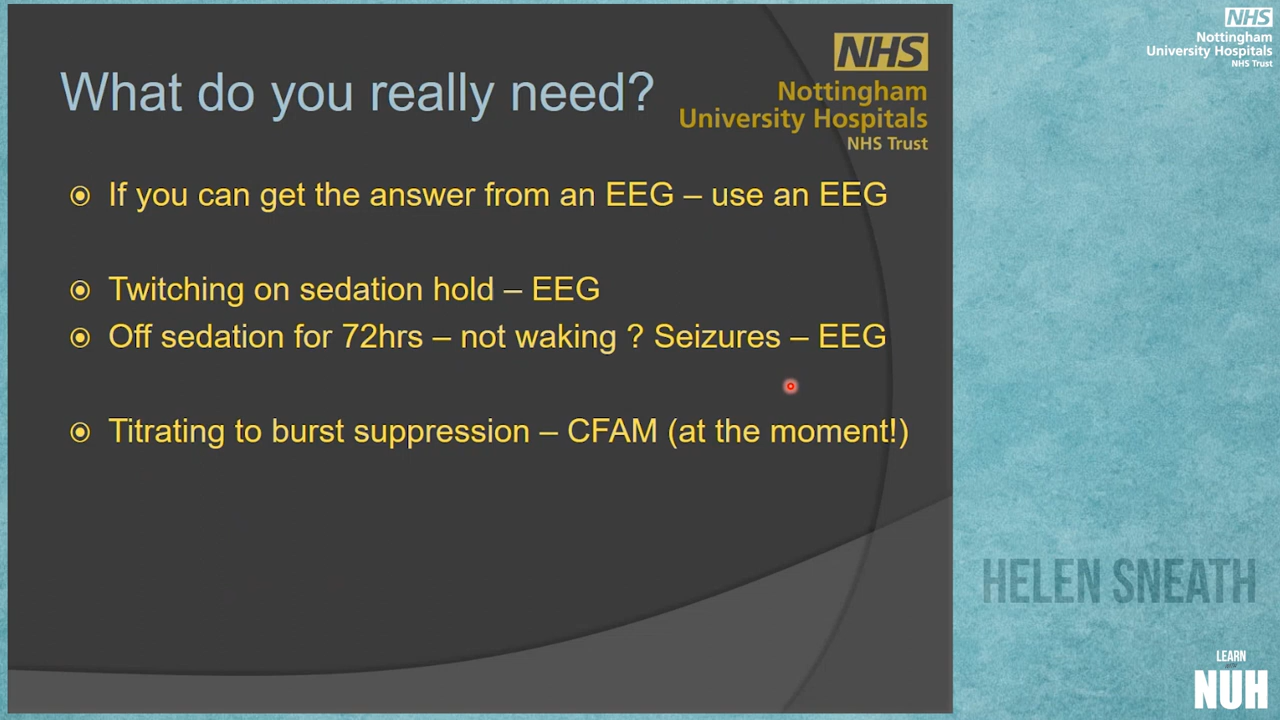 What do you really need?
NHS
Nottingham
University Hospitals
NHS Trust
If you can get the answer from an EEG – use an EEG
Twitching on sedation hold – EEG
Off sedation for 72hrs – not waking ? Seizures – EEG
Titrating to burst suppression – CFAM (at the moment!)
NHS
Nottingham
University Hospitals
NHS Trust
HELEN SNEATH
LEARN
NUH